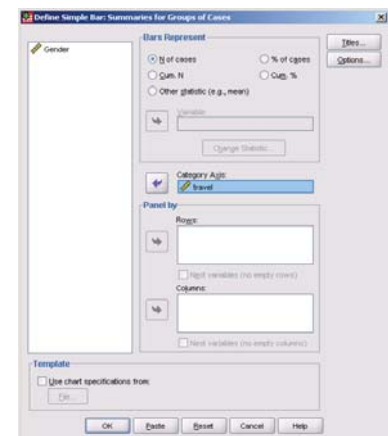 Define Simple Bar: Summaries for Groups of Cases
Gender
Bars Represent
N of cases
% of cases
Cum. N
Cum. %
Other statistic (e.g., mean)
Variable:
Change Statistic...
Category Axis:
travel
Panel by
Rows:
Nest variables (no empty rows)
Columns:
Nest variables (no empty columns)
Template
Use chart specifications from:
File...
OK
Paste
Reset
Cancel
Help
Titles...
Options...